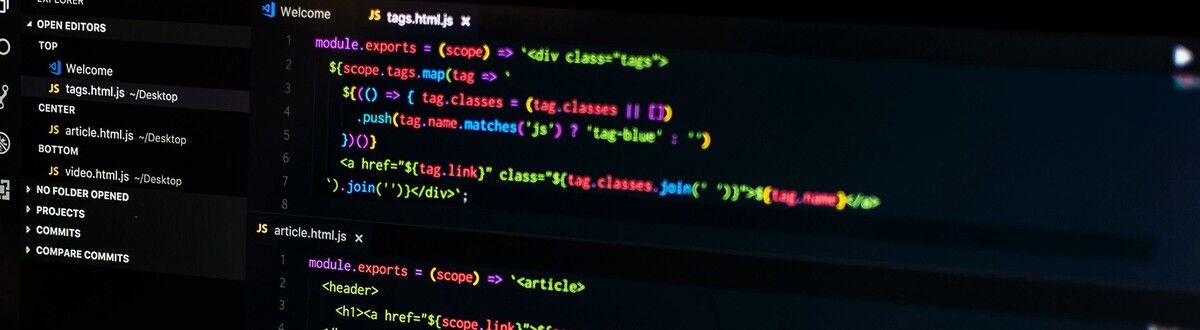 EXPLORER
OPEN EDITORS
TOP
Welcome
JS tags.html.js ~/Desktop
CENTER
JS article.html.js ~/Desktop
BOTTOM
JS video.html.js ~/Desktop
NO FOLDER OPENED
PROJECTS
COMMITS
COMPARE COMMITS
Welcome JS tags.html.js ×
1 module.exports = (scope) => `<div class="tags">
2 ${scope.tags.map(tag => `
3 ${(() => { tag.classes = (tag.classes || [])
4 .push(tag.name.matches('js') ? 'tag-blue' : '')
5 })()}
6 <a href="${tag.link}" class="${tag.classes.join(' ')}">${tag.name}</a>
7 `).join('')}</div>`;
8
JS article.html.js ×
1 module.exports = (scope) => `<article>
2 <header>
3 <h1><a href="${scope.link}">
4